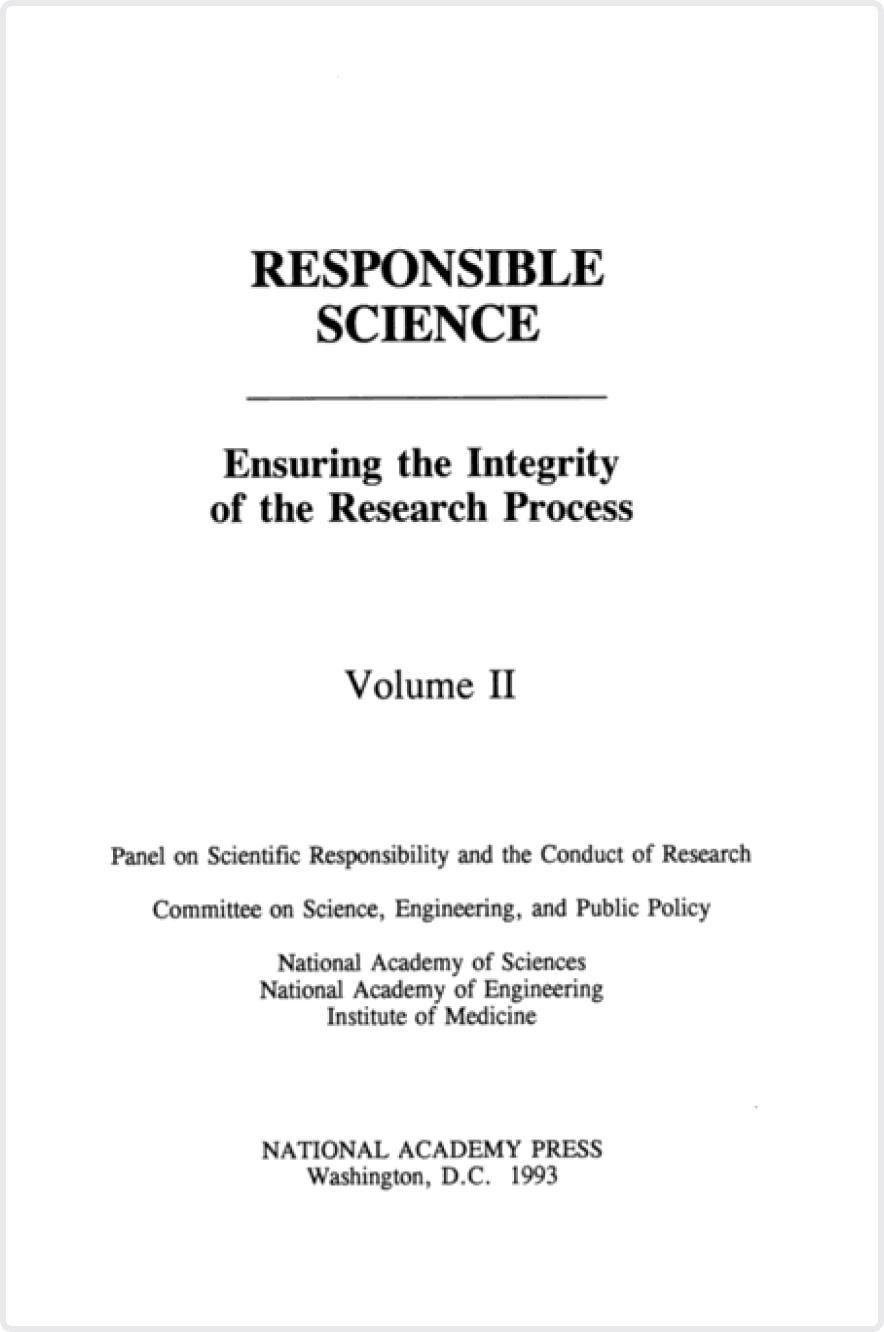 RESPONSIBLE
SCIENCE
Ensuring the Integrity
of the Research Process
Volume II
Panel on Scientific Responsibility and the Conduct of Research
Committee on Science, Engineering, and Public Policy
National Academy of Sciences
National Academy of Engineering
Institute of Medicine
NATIONAL ACADEMY PRESS
Washington, D.C. 1993